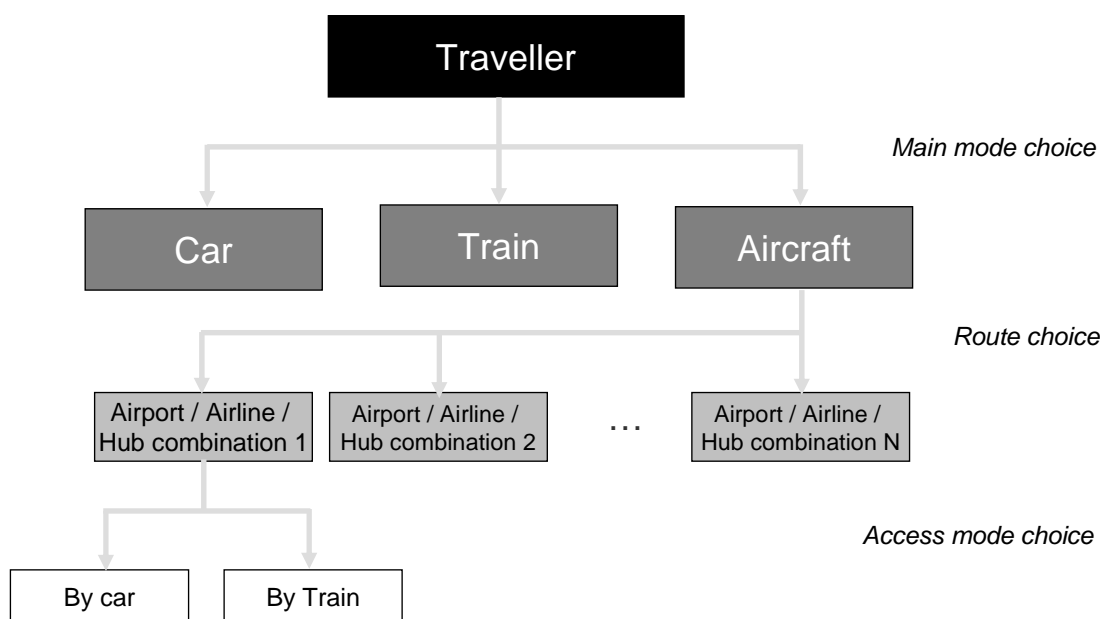 Traveller
Main mode choice
Car
Train
Aircraft
Route choice
Airport / Airline /
Hub combination 1
Airport / Airline /
Hub combination 2
...
Airport / Airline /
Hub combination N
Access mode choice
By car
By Train